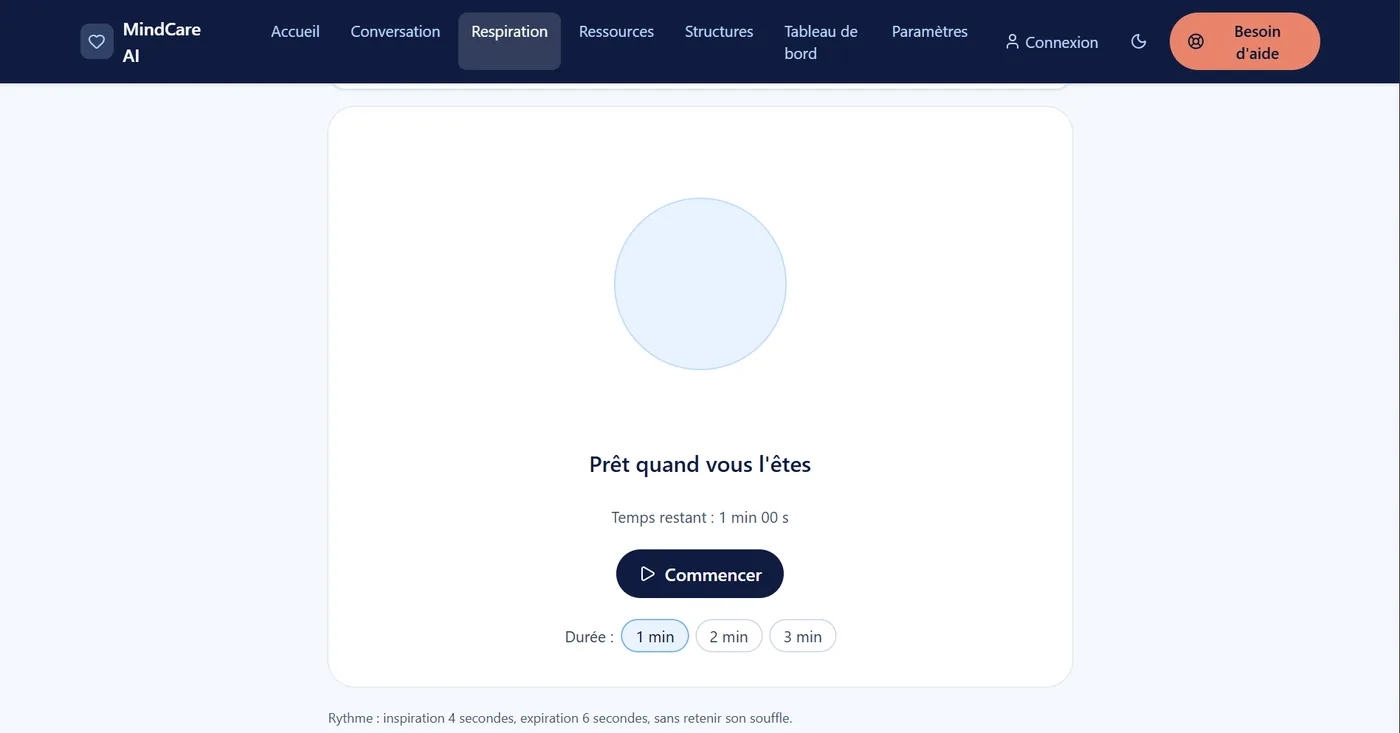 MindCare
AI
Accueil
Conversation
Respiration
Ressources
Structures
Tableau de
bord
Paramètres
Connexion
Besoin
d'aide
Prêt quand vous l'êtes
Temps restant : 1 min 00 s
Commencer
Durée : 1 min 2 min 3 min
Rythme : inspiration 4 secondes, expiration 6 secondes, sans retenir son souffle.